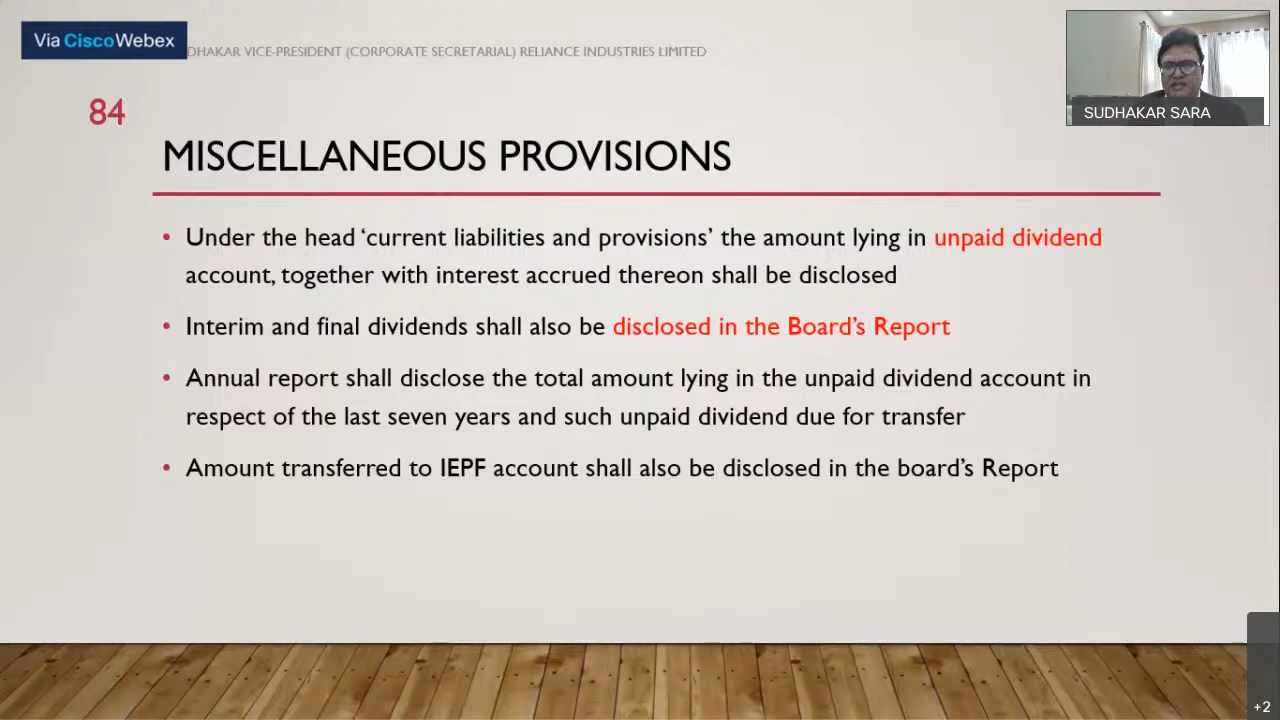 Via CiscoWebex
DHAKAR VICE-PRESIDENT (CORPORATE SECRETARIAL) RELIANCE INDUSTRIES LIMITED
SUDHAKAR SARA
84
MISCELLANEOUS PROVISIONS
• Under the head ‘current liabilities and provisions’ the amount lying in unpaid dividend
account, together with interest accrued thereon shall be disclosed
• Interim and final dividends shall also be disclosed in the Board’s Report
• Annual report shall disclose the total amount lying in the unpaid dividend account in
respect of the last seven years and such unpaid dividend due for transfer
• Amount transferred to IEPF account shall also be disclosed in the board’s Report
+2